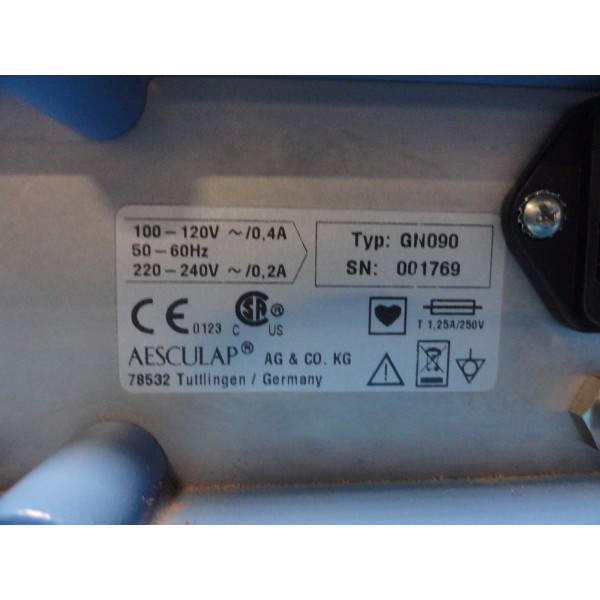 100-120V ~/0,4A
50-60Hz
220-240V ~/0,2A
Typ: GN090
SN: 001769
CE 0123
C SA® US
T 1,25A/250V
AESCULAP® AG & CO. KG
78532 Tuttlingen / Germany